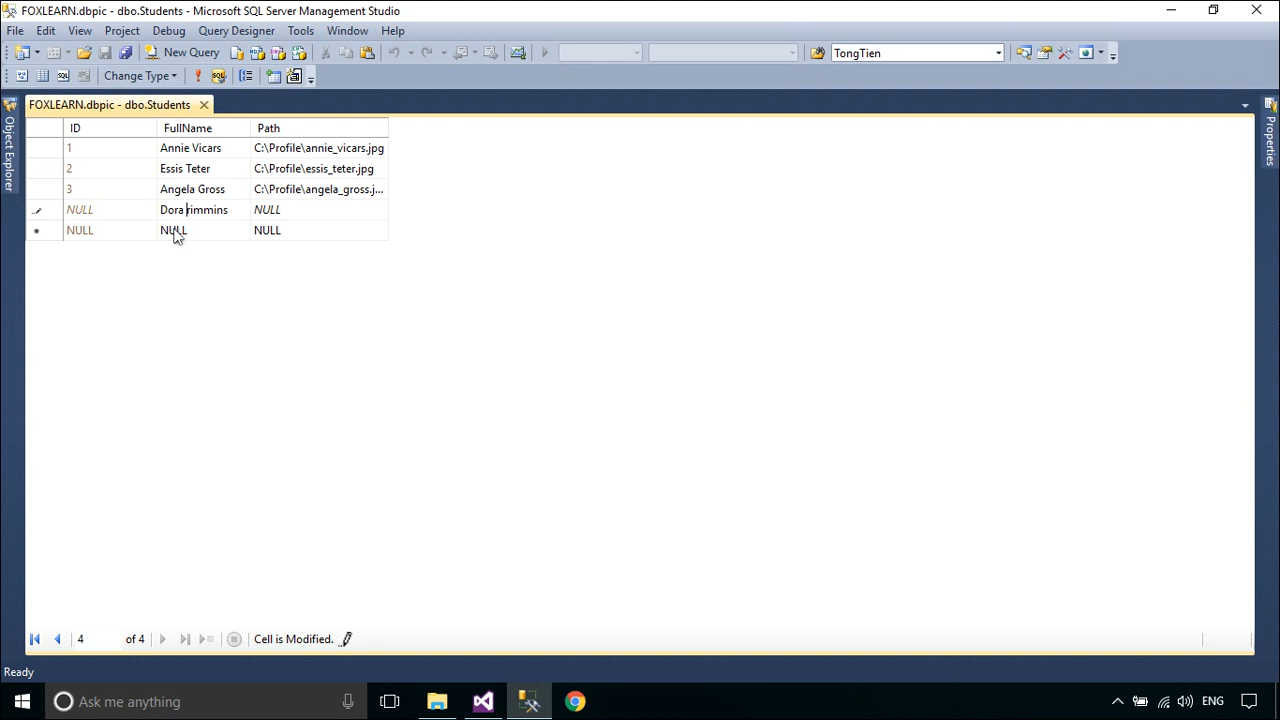 FOXLEARN.dbpic - dbo.Students - Microsoft SQL Server Management Studio
File Edit View Project Debug Query Designer Tools Window Help
New Query TongTien
Change Type
FOXLEARN.dbpic - dbo.Students
Object Explorer
Properties
ID FullName Path
1 Annie Vicars C:\Profile\annie_vicars.jpg
2 Essis Teter C:\Profile\essis_teter.jpg
3 Angela Gross C:\Profile\angela_gross.j...
NULL Dora rimmins NULL
NULL NULL NULL
4 of 4 Cell is Modified.
Ready
Ask me anything ENG